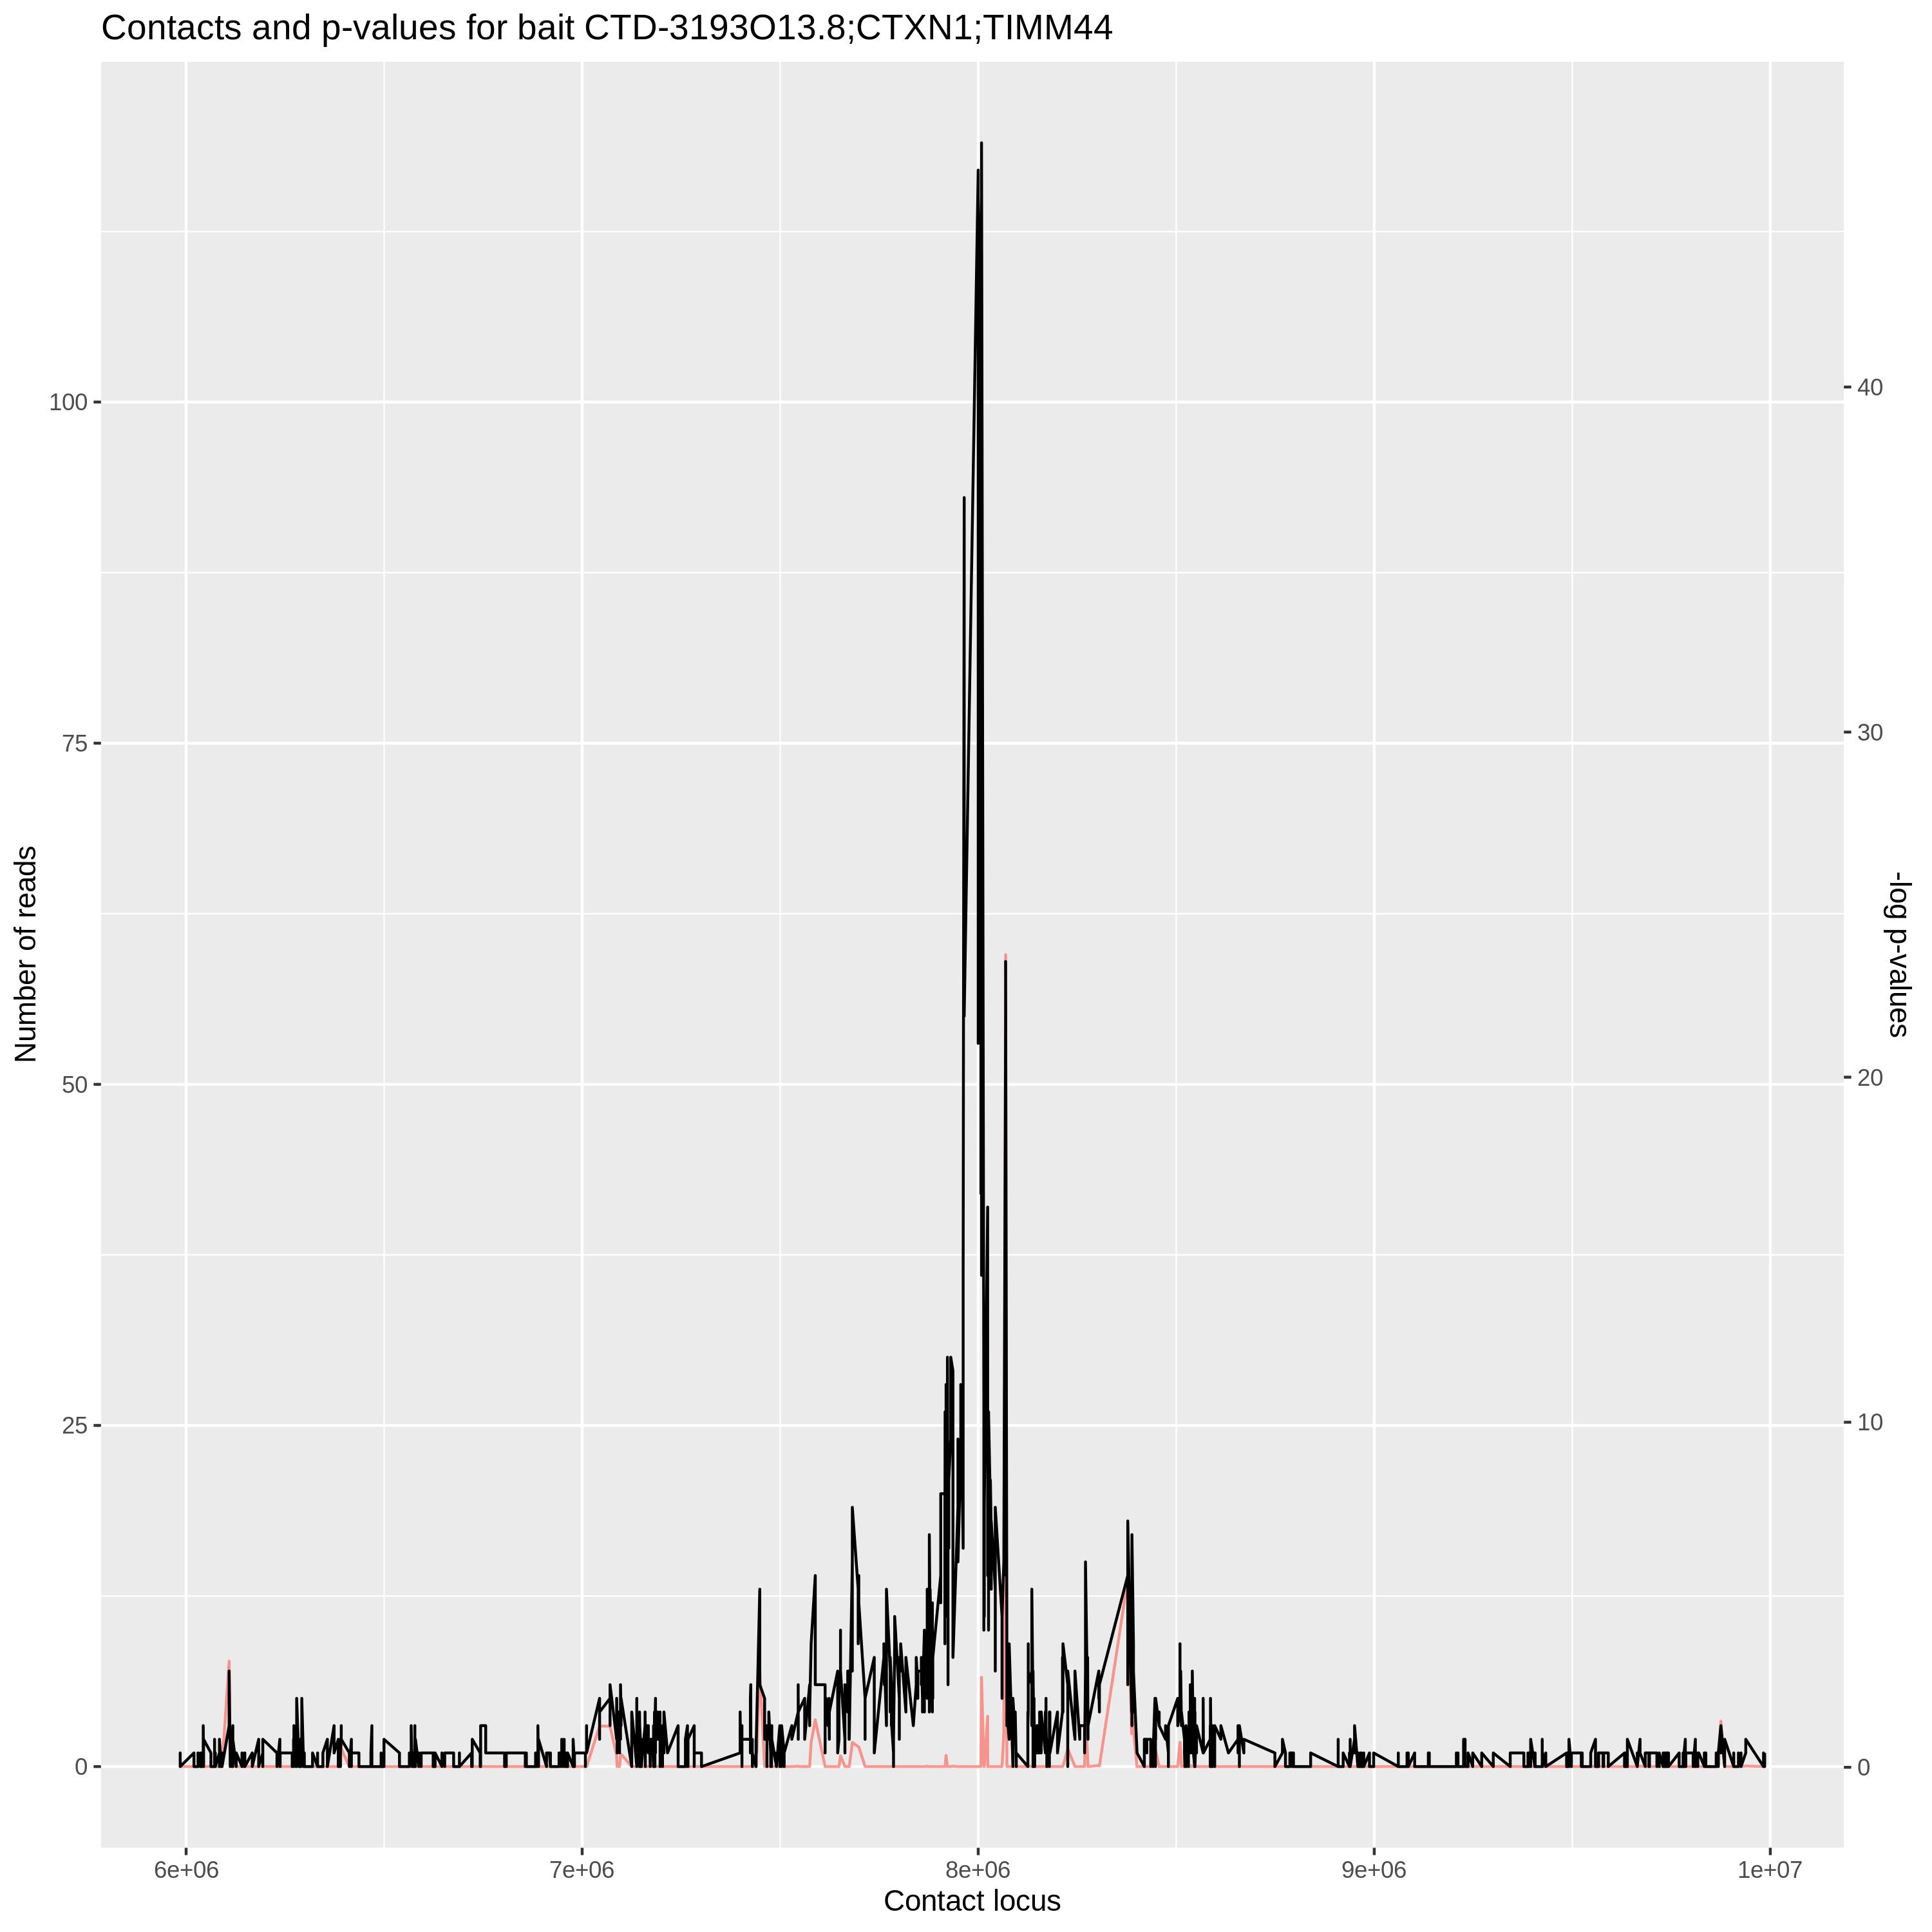 Contacts and p-values for bait CTD-3193O13.8;CTXN1;TIMM44
Number of reads
100
75
50
25
0
40
30
20
10
0
-log p-values
6e+06
7e+06
8e+06
9e+06
1e+07
Contact locus